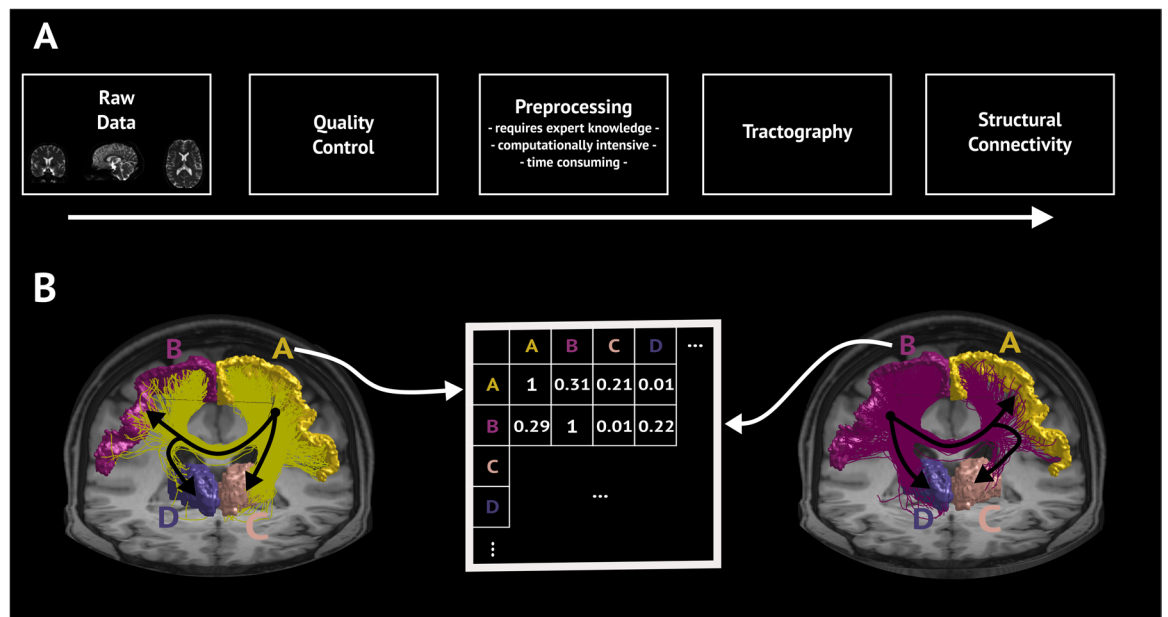 A
Raw
Data
Quality
Control
Preprocessing
- requires expert knowledge -
- computationally intensive -
- time consuming -
Tractography
Structural
Connectivity
B
B A
D C
A B C D ...
A 1 0.31 0.21 0.01
B 0.29 1 0.01 0.22
C
...
D
...
B A
D C